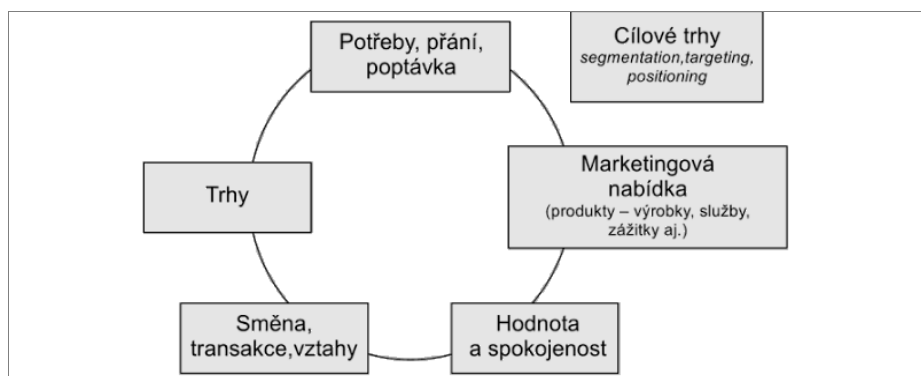 Potřeby, přání,
poptávka
Cílové trhy
segmentation,targeting,
positioning
Marketingová
nabídka
(produkty – výrobky, služby,
zážitky aj.)
Trhy
Směna,
transakce,vztahy
Hodnota
a spokojenost